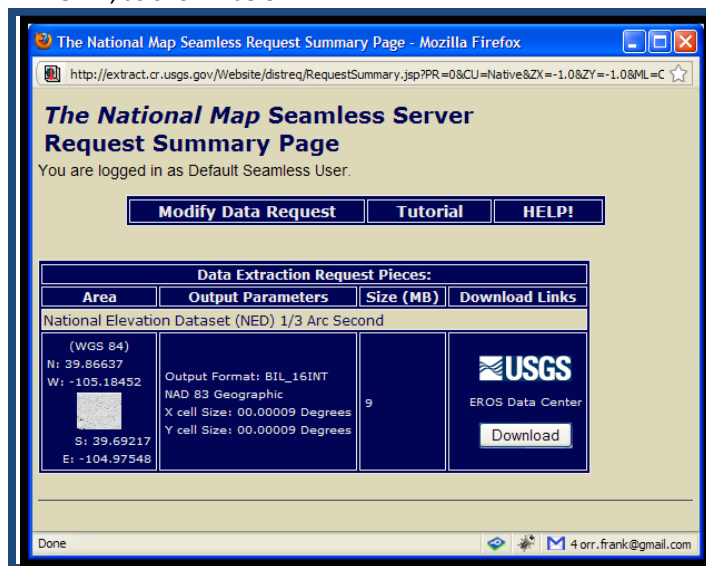 The National Map Seamless Request Summary Page - Mozilla Firefox
http://extract.cr.usgs.gov/Website/distreq/RequestSummary.jsp?PR=0&CU=Native&ZX=-1.0&ZY=-1.0&ML=C
The National Map Seamless Server
Request Summary Page
You are logged in as Default Seamless User.
Modify Data Request Tutorial HELP!
Data Extraction Request Pieces:
Area Output Parameters Size (MB) Download Links
National Elevation Dataset (NED) 1/3 Arc Second
(WGS 84)
N: 39.86637
W: -105.18452
S: 39.69217
E: -104.97548
Output Format: BIL_16INT
NAD 83 Geographic
X cell Size: 00.00009 Degrees
Y cell Size: 00.00009 Degrees
9
USGS
EROS Data Center
Download
Done
4 orr.frank@gmail.com